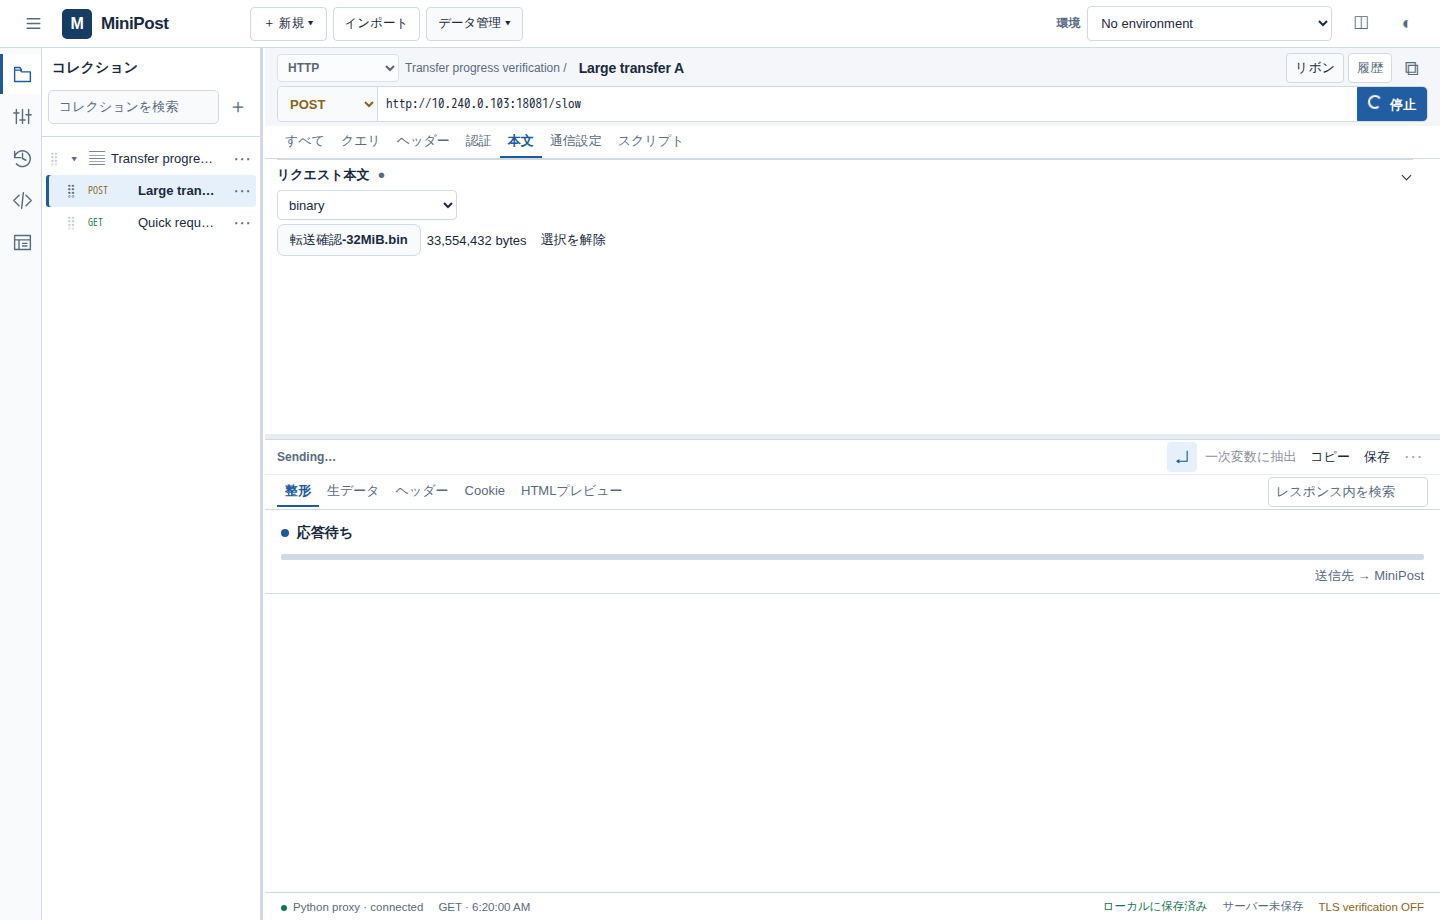 M MiniPost ＋ 新規 ▾ インポート データ管理 ▾ 環境 No environment
コレクション
コレクションを検索 ＋
▾ Transfer progre… ···
POST Large tran… ···
GET Quick requ… ···
HTTP Transfer progress verification / Large transfer A リボン 履歴
POST http://10.240.0.103:18081/slow 停止
すべて クエリ ヘッダー 認証 本文 通信設定 スクリプト
リクエスト本文 ●
binary
転送確認-32MiB.bin 33,554,432 bytes 選択を解除
Sending… 一次変数に抽出 コピー 保存 ···
整形 生データ ヘッダー Cookie HTMLプレビュー レスポンス内を検索
応答待ち
送信先 → MiniPost
Python proxy · connected GET · 6:20:00 AM ローカルに保存済み サーバー未保存 TLS verification OFF